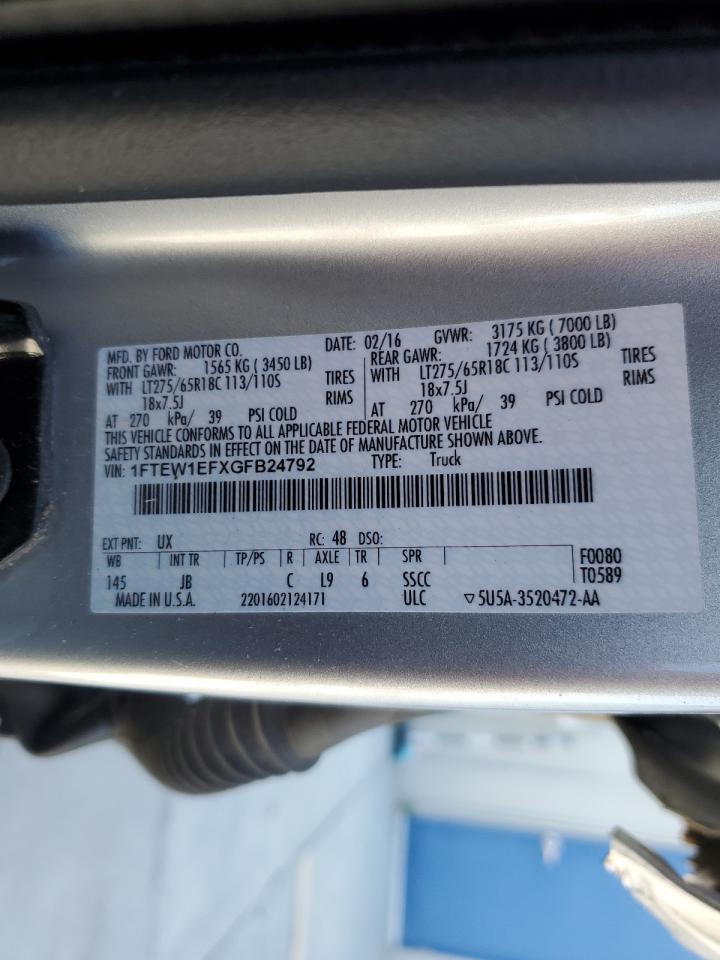 MFD. BY FORD MOTOR CO. DATE: 02/16 GVWR: 3175 KG ( 7000 LB)
FRONT GAWR: 1565 KG ( 3450 LB) REAR GAWR: 1724 KG ( 3800 LB)
WITH LT275/65R18C 113/110S TIRES WITH LT275/65R18C 113/110S TIRES
18x7.5J RIMS 18x7.5J RIMS
AT 270 kPa/ 39 PSI COLD AT 270 kPa/ 39 PSI COLD
THIS VEHICLE CONFORMS TO ALL APPLICABLE FEDERAL MOTOR VEHICLE
SAFETY STANDARDS IN EFFECT ON THE DATE OF MANUFACTURE SHOWN ABOVE.
VIN: 1FTEW1EFXGFB24792 TYPE: Truck
EXT PNT: UX RC: 48 DSO:
WB INT TR TP/PS R AXLE TR SPR F0080
145 JB C L9 6 SSCC T0589
MADE IN U.S.A. 2201602124171 ULC ▽5U5A-3520472-AA